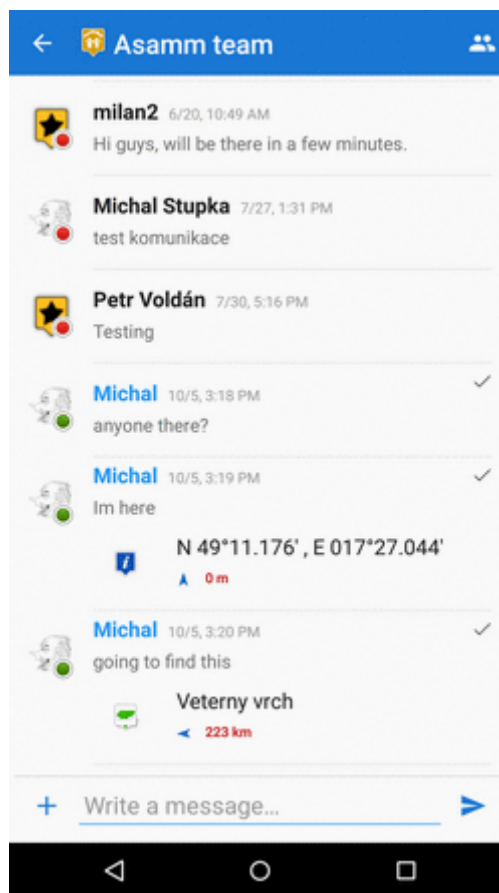 Asamm team
milan2 6/20, 10:49 AM
Hi guys, will be there in a few minutes.
Michal Stupka 7/27, 1:31 PM
test komunikace
Petr Voldán 7/30, 5:16 PM
Testing
Michal 10/5, 3:18 PM
anyone there?
Michal 10/5, 3:19 PM
Im here
N 49°11.176' , E 017°27.044'
0 m
Michal 10/5, 3:20 PM
going to find this
Veterny vrch
223 km
Write a message...